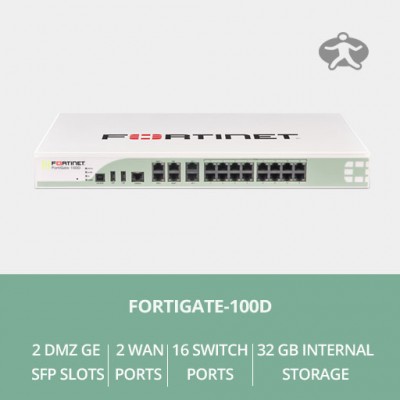 FORTINET
FORTINET
FortiGate 100D
FORTIGATE-100D
2 DMZ GE
SFP SLOTS
2 WAN
PORTS
16 SWITCH
PORTS
32 GB INTERNAL
STORAGE